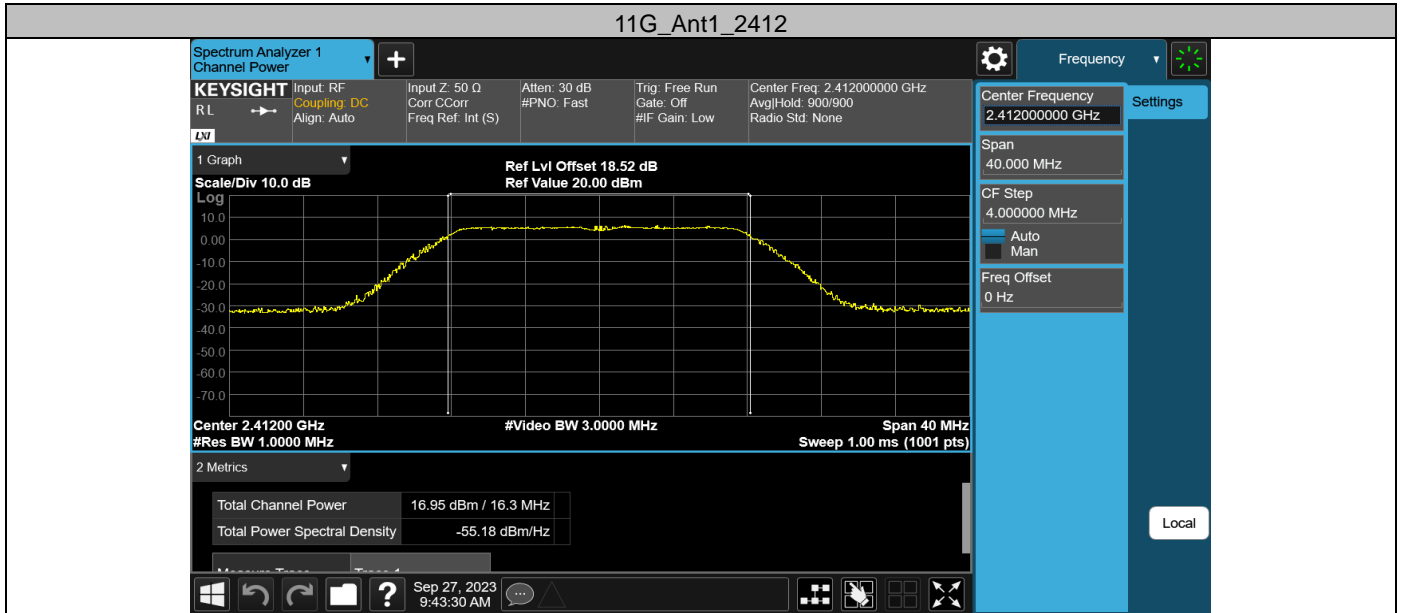 11G_Ant1_2412
Spectrum Analyzer 1
Channel Power
+
Frequency
KEYSIGHT
R L
LXI
Input: RF
Coupling: DC
Align: Auto
Input Z: 50 Ω
Corr CCorr
Freq Ref: Int (S)
Atten: 30 dB
#PNO: Fast
Trig: Free Run
Gate: Off
#IF Gain: Low
Center Freq: 2.412000000 GHz
Avg|Hold: 900/900
Radio Std: None
Center Frequency
2.412000000 GHz
Settings
Span
40.000 MHz
CF Step
4.000000 MHz
Auto
Man
Freq Offset
0 Hz
Local
1 Graph
Scale/Div 10.0 dB
Ref Lvl Offset 18.52 dB
Ref Value 20.00 dBm
Log
10.0
0.00
-10.0
-20.0
-30.0
-40.0
-50.0
-60.0
-70.0
Center 2.41200 GHz
#Video BW 3.0000 MHz
Span 40 MHz
#Res BW 1.0000 MHz
Sweep 1.00 ms (1001 pts)
2 Metrics
Total Channel Power 16.95 dBm / 16.3 MHz
Total Power Spectral Density -55.18 dBm/Hz
?
Sep 27, 2023
9:43:30 AM